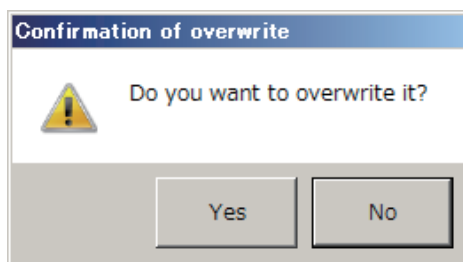 Confirmation of overwrite
Do you want to overwrite it?
Yes
No